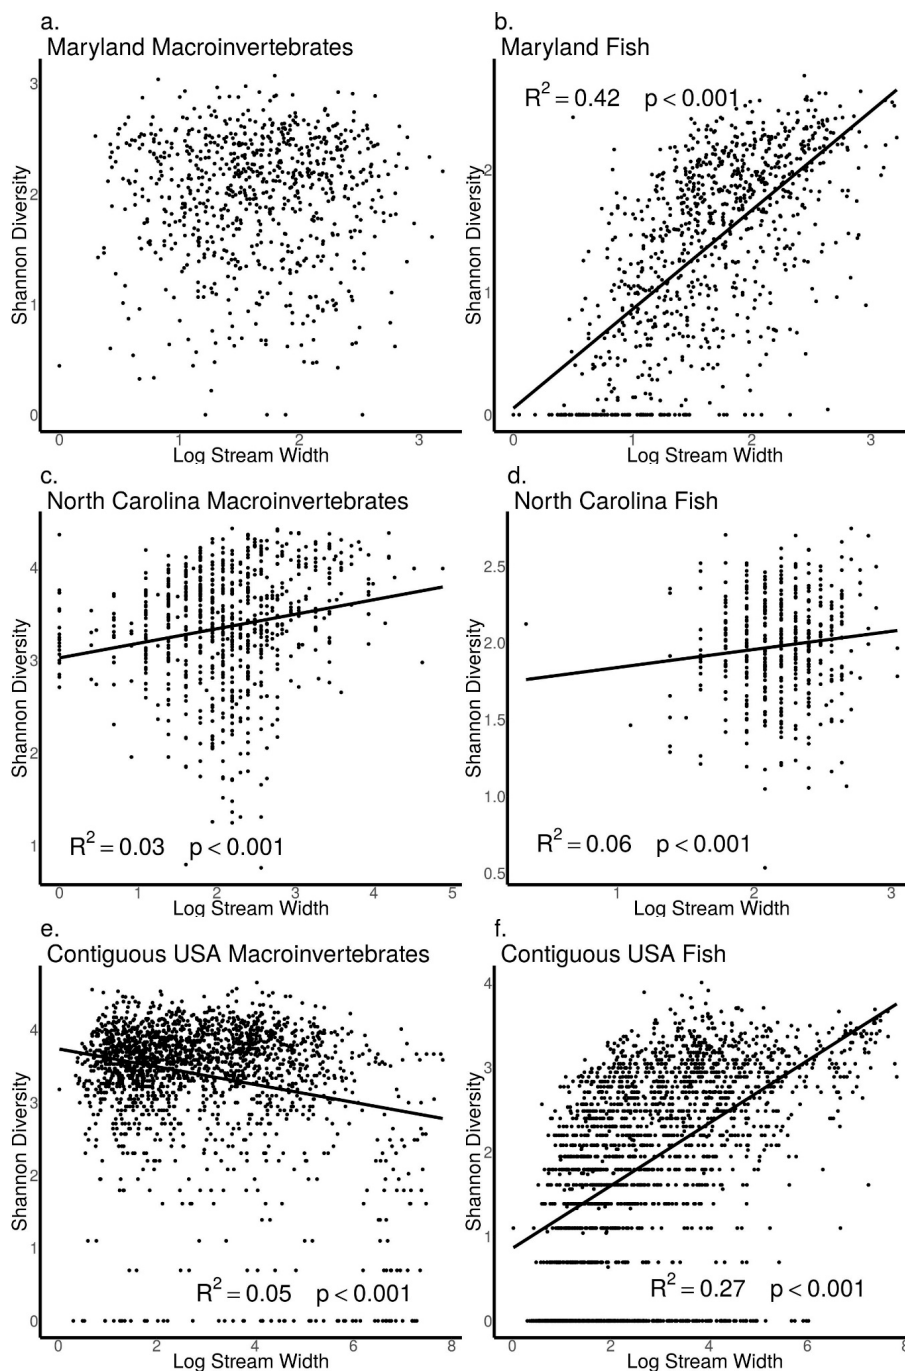 a.
Maryland Macroinvertebrates
3
2
1
0
Shannon Diversity
0 1 2 3
Log Stream Width
b.
Maryland Fish
R² = 0.42 p < 0.001
2
1
0
Shannon Diversity
0 1 2 3
Log Stream Width
c.
North Carolina Macroinvertebrates
4
3
2
1
Shannon Diversity
R² = 0.03 p < 0.001
0 1 2 3 4 5
Log Stream Width
d.
North Carolina Fish
2.5
2.0
1.5
1.0
0.5
Shannon Diversity
R² = 0.06 p < 0.001
1 2 3
Log Stream Width
e.
Contiguous USA Macroinvertebrates
4
3
2
1
0
Shannon Diversity
R² = 0.05 p < 0.001
0 2 4 6 8
Log Stream Width
f.
Contiguous USA Fish
4
3
2
1
0
Shannon Diversity
R² = 0.27 p < 0.001
0 2 4 6 8
Log Stream Width